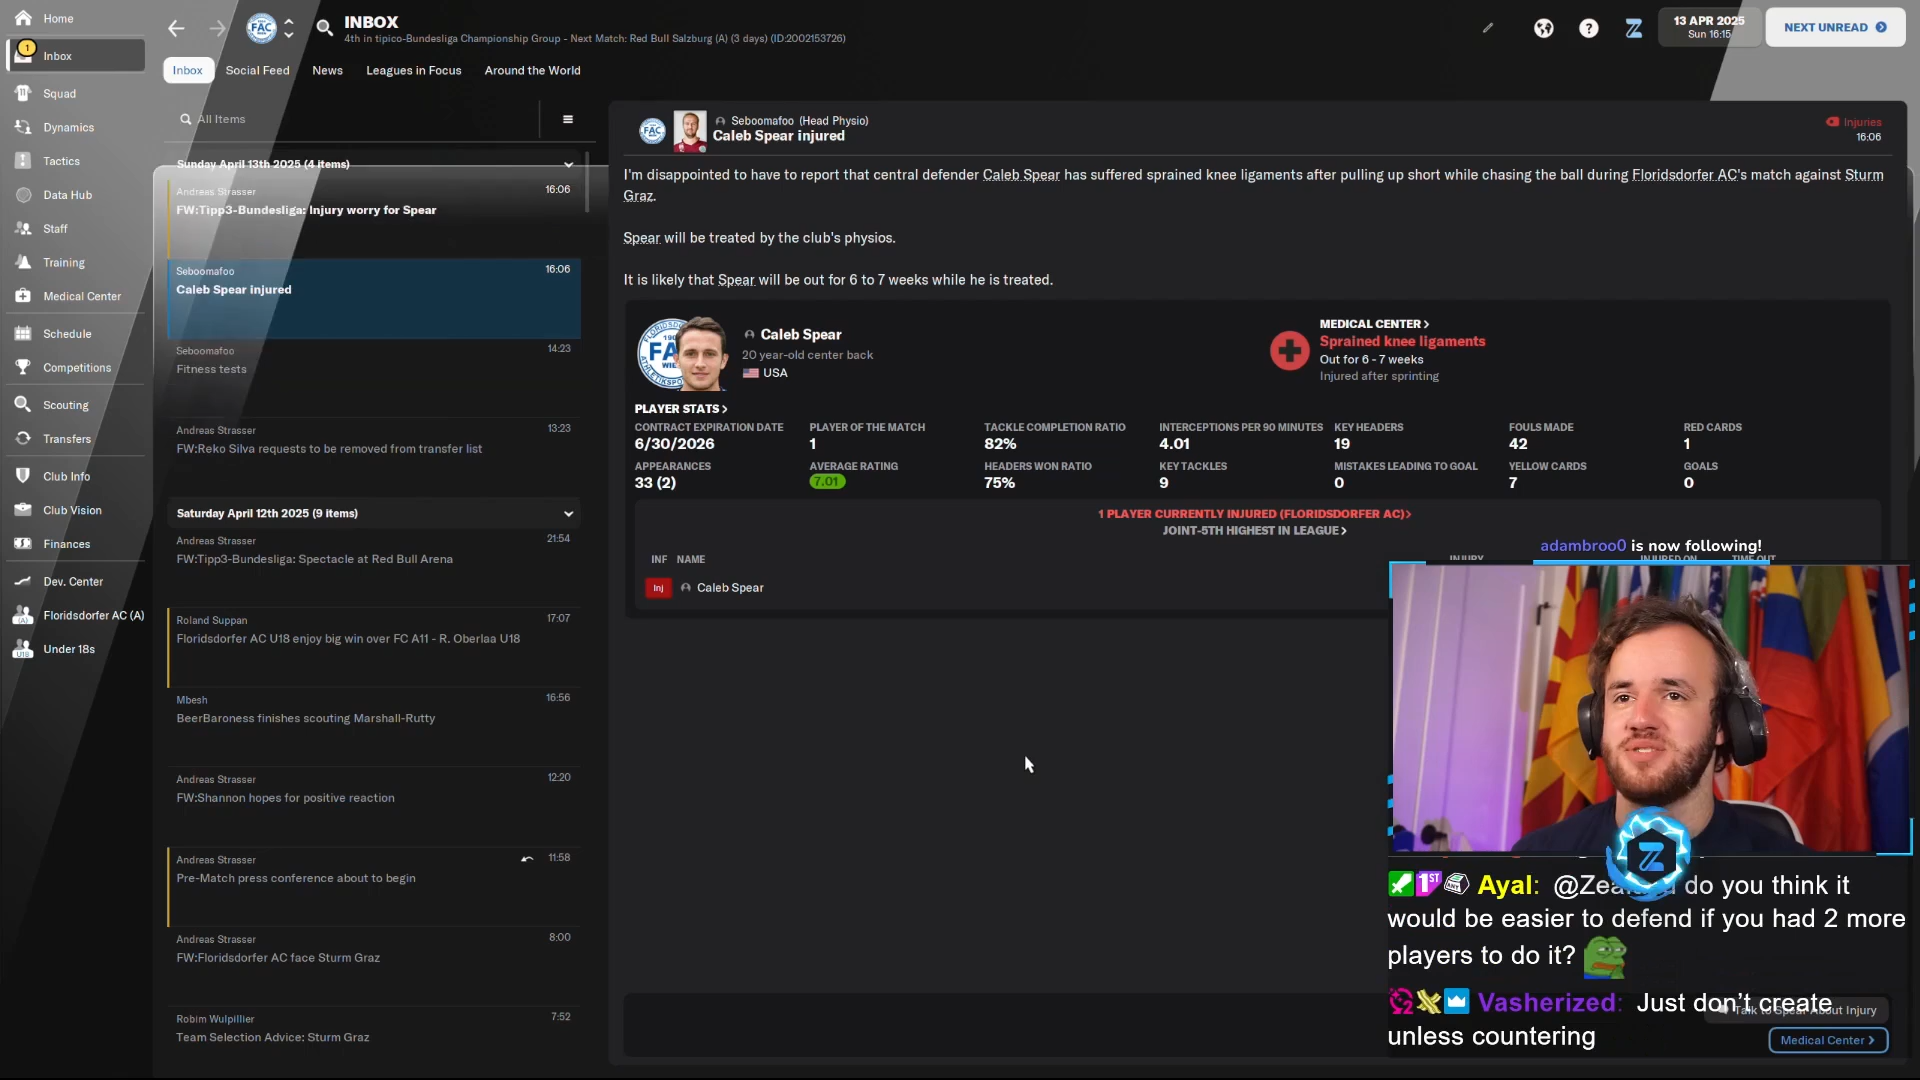 Home
1
Inbox
Squad
Dynamics
Tactics
Data Hub
Staff
Training
Medical Center
Schedule
Competitions
Scouting
Transfers
Club Info
Club Vision
Finances
Dev. Center
Floridsdorfer AC (A)
Under 18s
INBOX
4th in tipico-Bundesliga Championship Group - Next Match: Red Bull Salzburg (A) (3 days) (ID:2002153726)
13 APR 2025
Sun 16:15
NEXT UNREAD
Inbox
Social Feed
News
Leagues in Focus
Around the World
All Items
Sunday April 13th 2025 (4 items)
Andreas Strasser 16:06
FW:Tipp3-Bundesliga: Injury worry for Spear
Seboomafoo 16:06
Caleb Spear injured
Seboomafoo 14:23
Fitness tests
Andreas Strasser 13:23
FW:Reko Silva requests to be removed from transfer list
Saturday April 12th 2025 (9 items)
Andreas Strasser 21:54
FW:Tipp3-Bundesliga: Spectacle at Red Bull Arena
Roland Suppan 17:07
Floridsdorfer AC U18 enjoy big win over FC A11 - R. Oberlaa U18
Mbesh 16:56
BeerBaroness finishes scouting Marshall-Rutty
Andreas Strasser 12:20
FW:Shannon hopes for positive reaction
Andreas Strasser 11:58
Pre-Match press conference about to begin
Andreas Strasser 8:00
FW:Floridsdorfer AC face Sturm Graz
Robim Wulpillier 7:52
Team Selection Advice: Sturm Graz
Seboomafoo (Head Physio)
Caleb Spear injured
Injuries
16:06
I'm disappointed to have to report that central defender Caleb Spear has suffered sprained knee ligaments after pulling up short while chasing the ball during Floridsdorfer AC's match against Sturm
Graz.
Spear will be treated by the club's physios.
It is likely that Spear will be out for 6 to 7 weeks while he is treated.
Caleb Spear
20 year-old center back
USA
MEDICAL CENTER >
Sprained knee ligaments
Out for 6 - 7 weeks
Injured after sprinting
PLAYER STATS >
CONTRACT EXPIRATION DATE PLAYER OF THE MATCH TACKLE COMPLETION RATIO INTERCEPTIONS PER 90 MINUTES KEY HEADERS FOULS MADE RED CARDS
6/30/2026 1 82% 4.01 19 42 1
APPEARANCES AVERAGE RATING HEADERS WON RATIO KEY TACKLES MISTAKES LEADING TO GOAL YELLOW CARDS GOALS
33 (2) 7.01 75% 9 0 7 0
1 PLAYER CURRENTLY INJURED (FLORIDSDORFER AC)>
JOINT-5TH HIGHEST IN LEAGUE >
INF NAME INJURY INJURED ON TIME OUT
Inj Caleb Spear
adambroo0 is now following!
Ayal: @Zea do you think it
would be easier to defend if you had 2 more
players to do it?
Vasherized: Just don't create
unless countering
Talk to Spear About Injury
Medical Center >